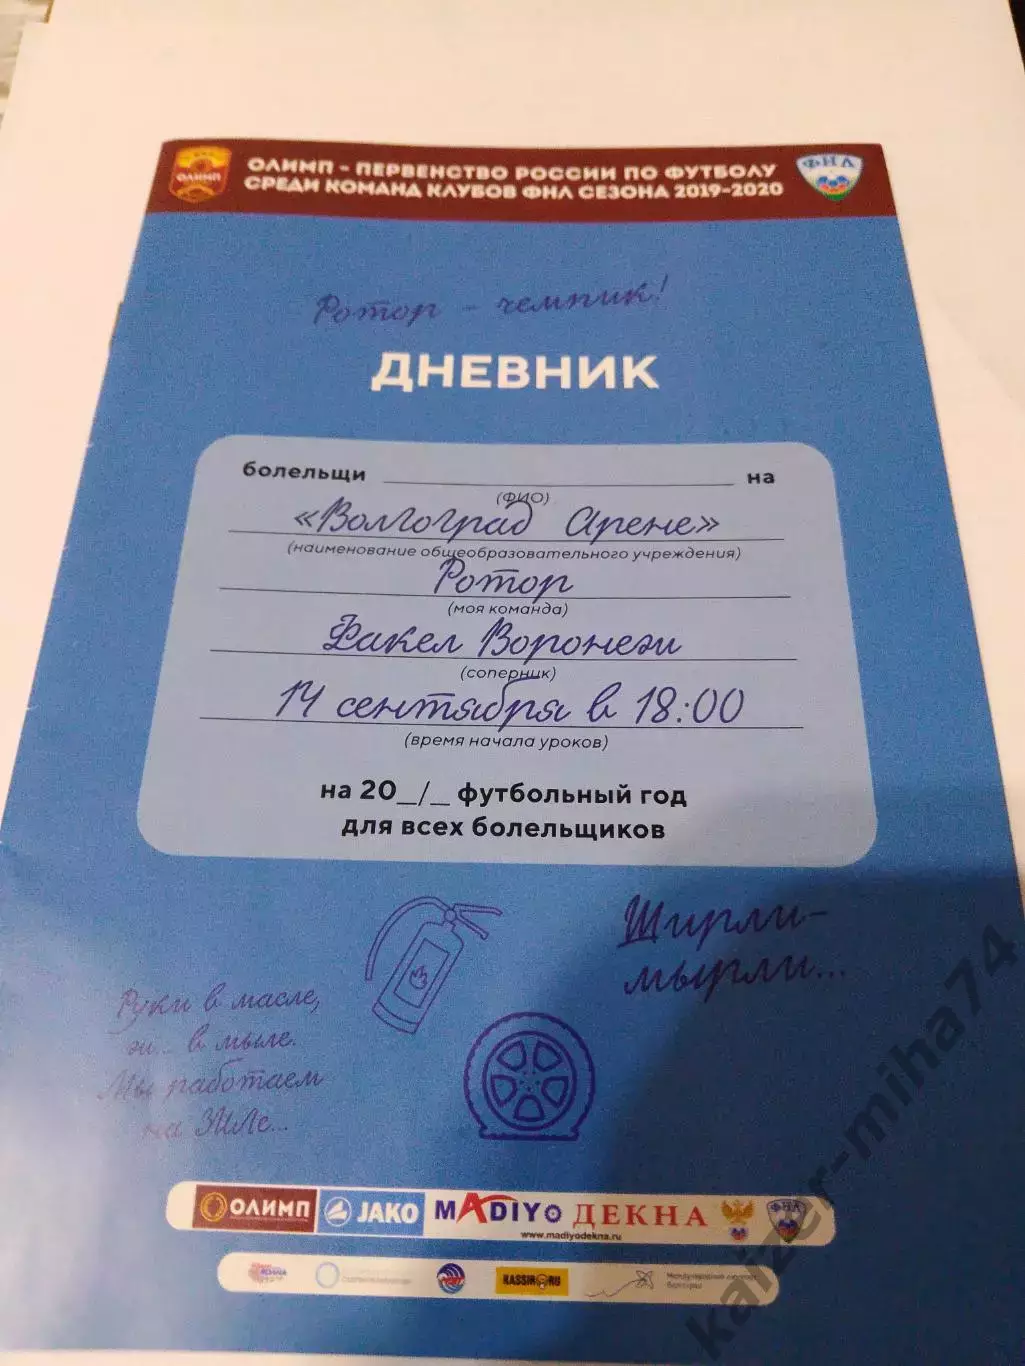 ОЛИМП - ПЕРВЕНСТВО РОССИИ ПО ФУТБОЛУ
СРЕДИ КОМАНД КЛУБОВ ФНЛ СЕЗОНА 2019-2020
ОЛИМП
ФНЛ
Ротор - чемпик!
ДНЕВНИК
болельщи ____ на
(ФИО)
«Волгоград Арене»
(наименование общеобразовательного учреждения)
Ротор
(моя команда)
Факел Воронеж
(соперник)
14 сентября в 18:00
(время начала уроков)
на 20_/_ футбольный год
для всех болельщиков
Ширли-
мырли...
Руки в масле,
ж... в мыле.
Мы работаем
на ЗИЛе...
ОЛИМП JAKO MADIYO ДЕКНА ФНЛ
www.madiyodekna.ru
KASSIR.RU
kaizer-miha74